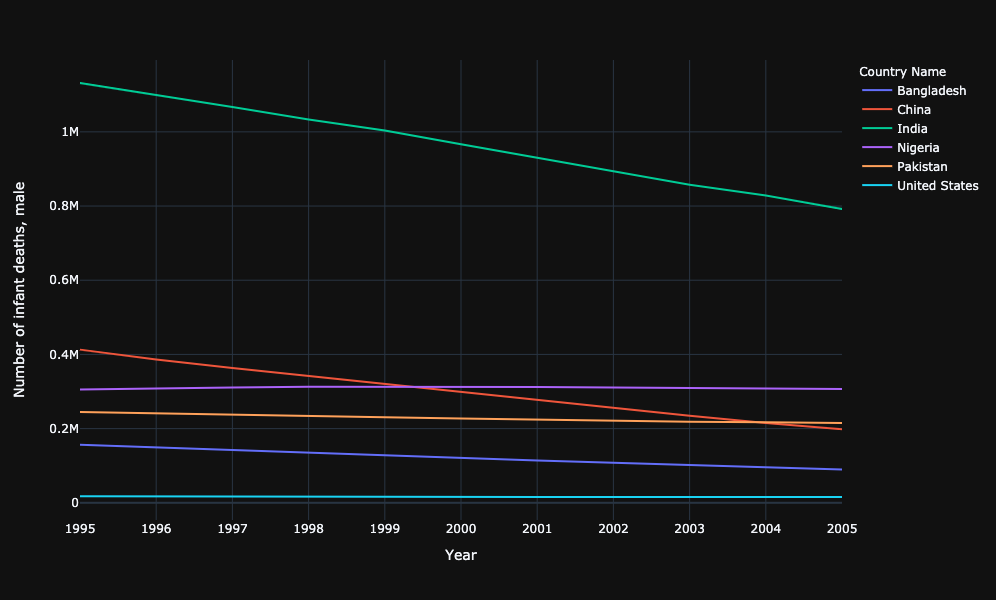 Country Name
Bangladesh
China
India
Nigeria
Pakistan
United States
Number of infant deaths, male
1M
0.8M
0.6M
0.4M
0.2M
0
1995 1996 1997 1998 1999 2000 2001 2002 2003 2004 2005
Year